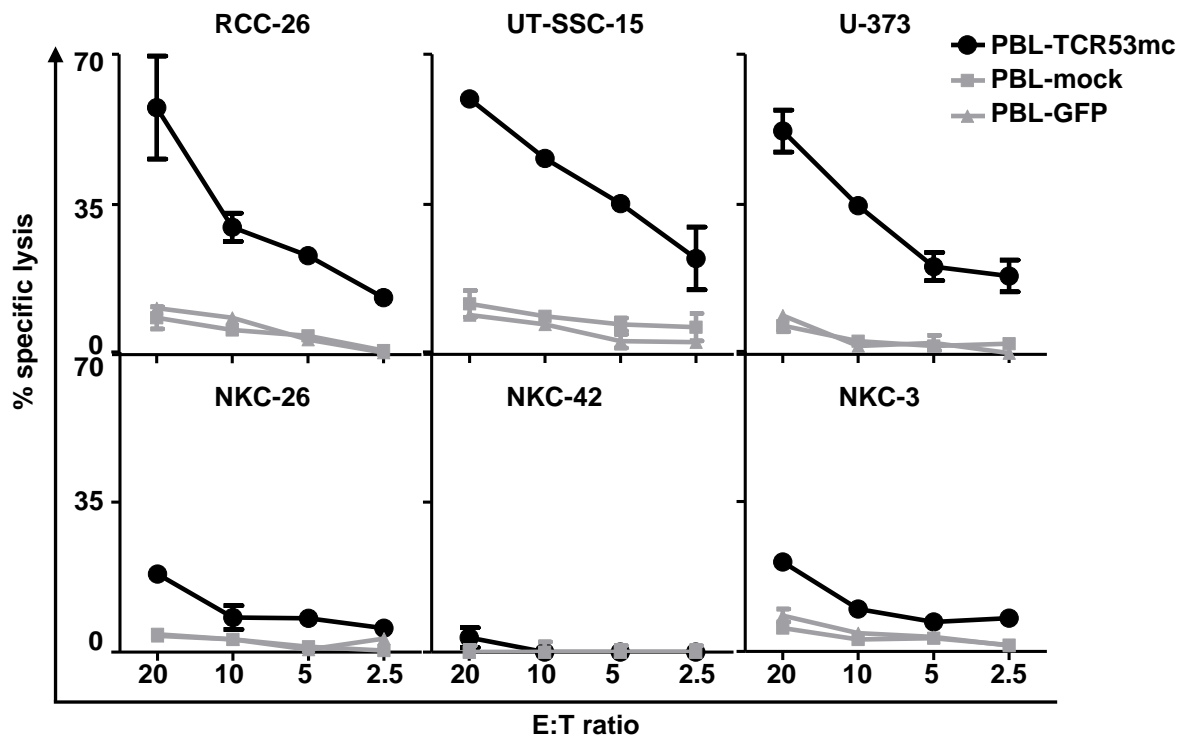 RCC-26
UT-SSC-15
U-373
PBL-TCR53mc
PBL-mock
PBL-GFP
70
35
0
% specific lysis
70
35
0
NKC-26
NKC-42
NKC-3
20 10 5 2.5
20 10 5 2.5
20 10 5 2.5
E:T ratio